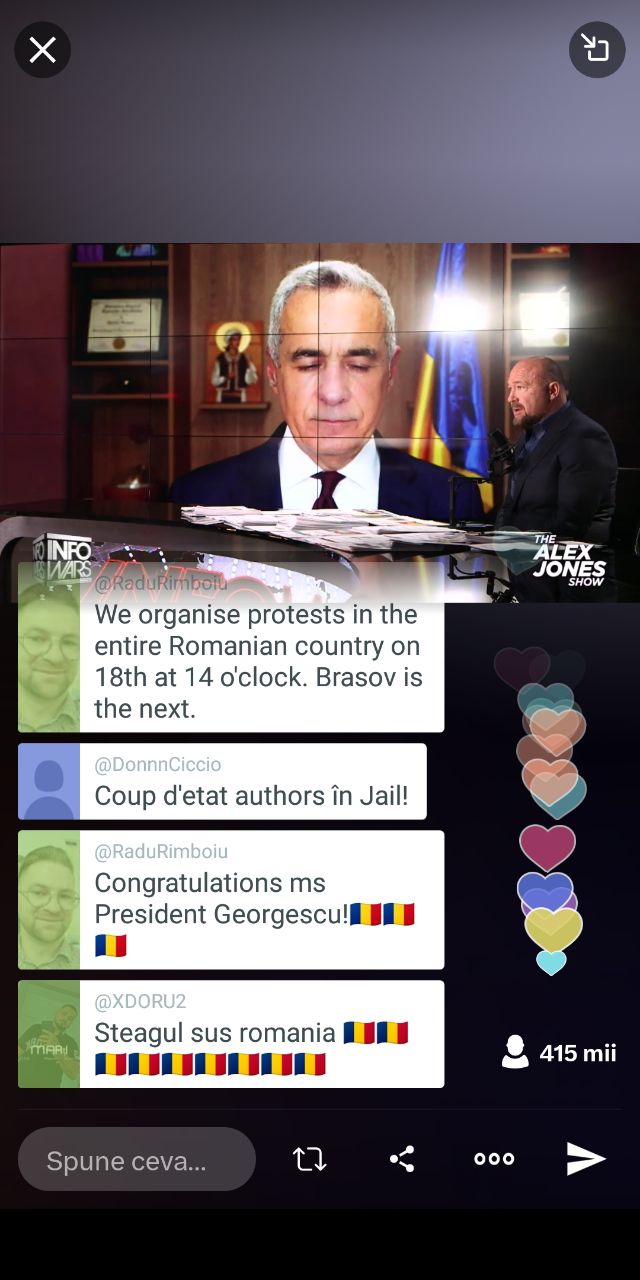 INFO
WARS
THE
ALEX
JONES
SHOW
@RaduRimboiu
We organise protests in the
entire Romanian country on
18th at 14 o'clock. Brasov is
the next.
@DonnnCiccio
Coup d'etat authors în Jail!
@RaduRimboiu
Congratulations ms
President Georgescu!🇷🇴🇷🇴
🇷🇴
@XDORU2
Steagul sus romania 🇷🇴🇷🇴
🇷🇴🇷🇴🇷🇴🇷🇴🇷🇴🇷🇴🇷🇴
415 mii
Spune ceva...